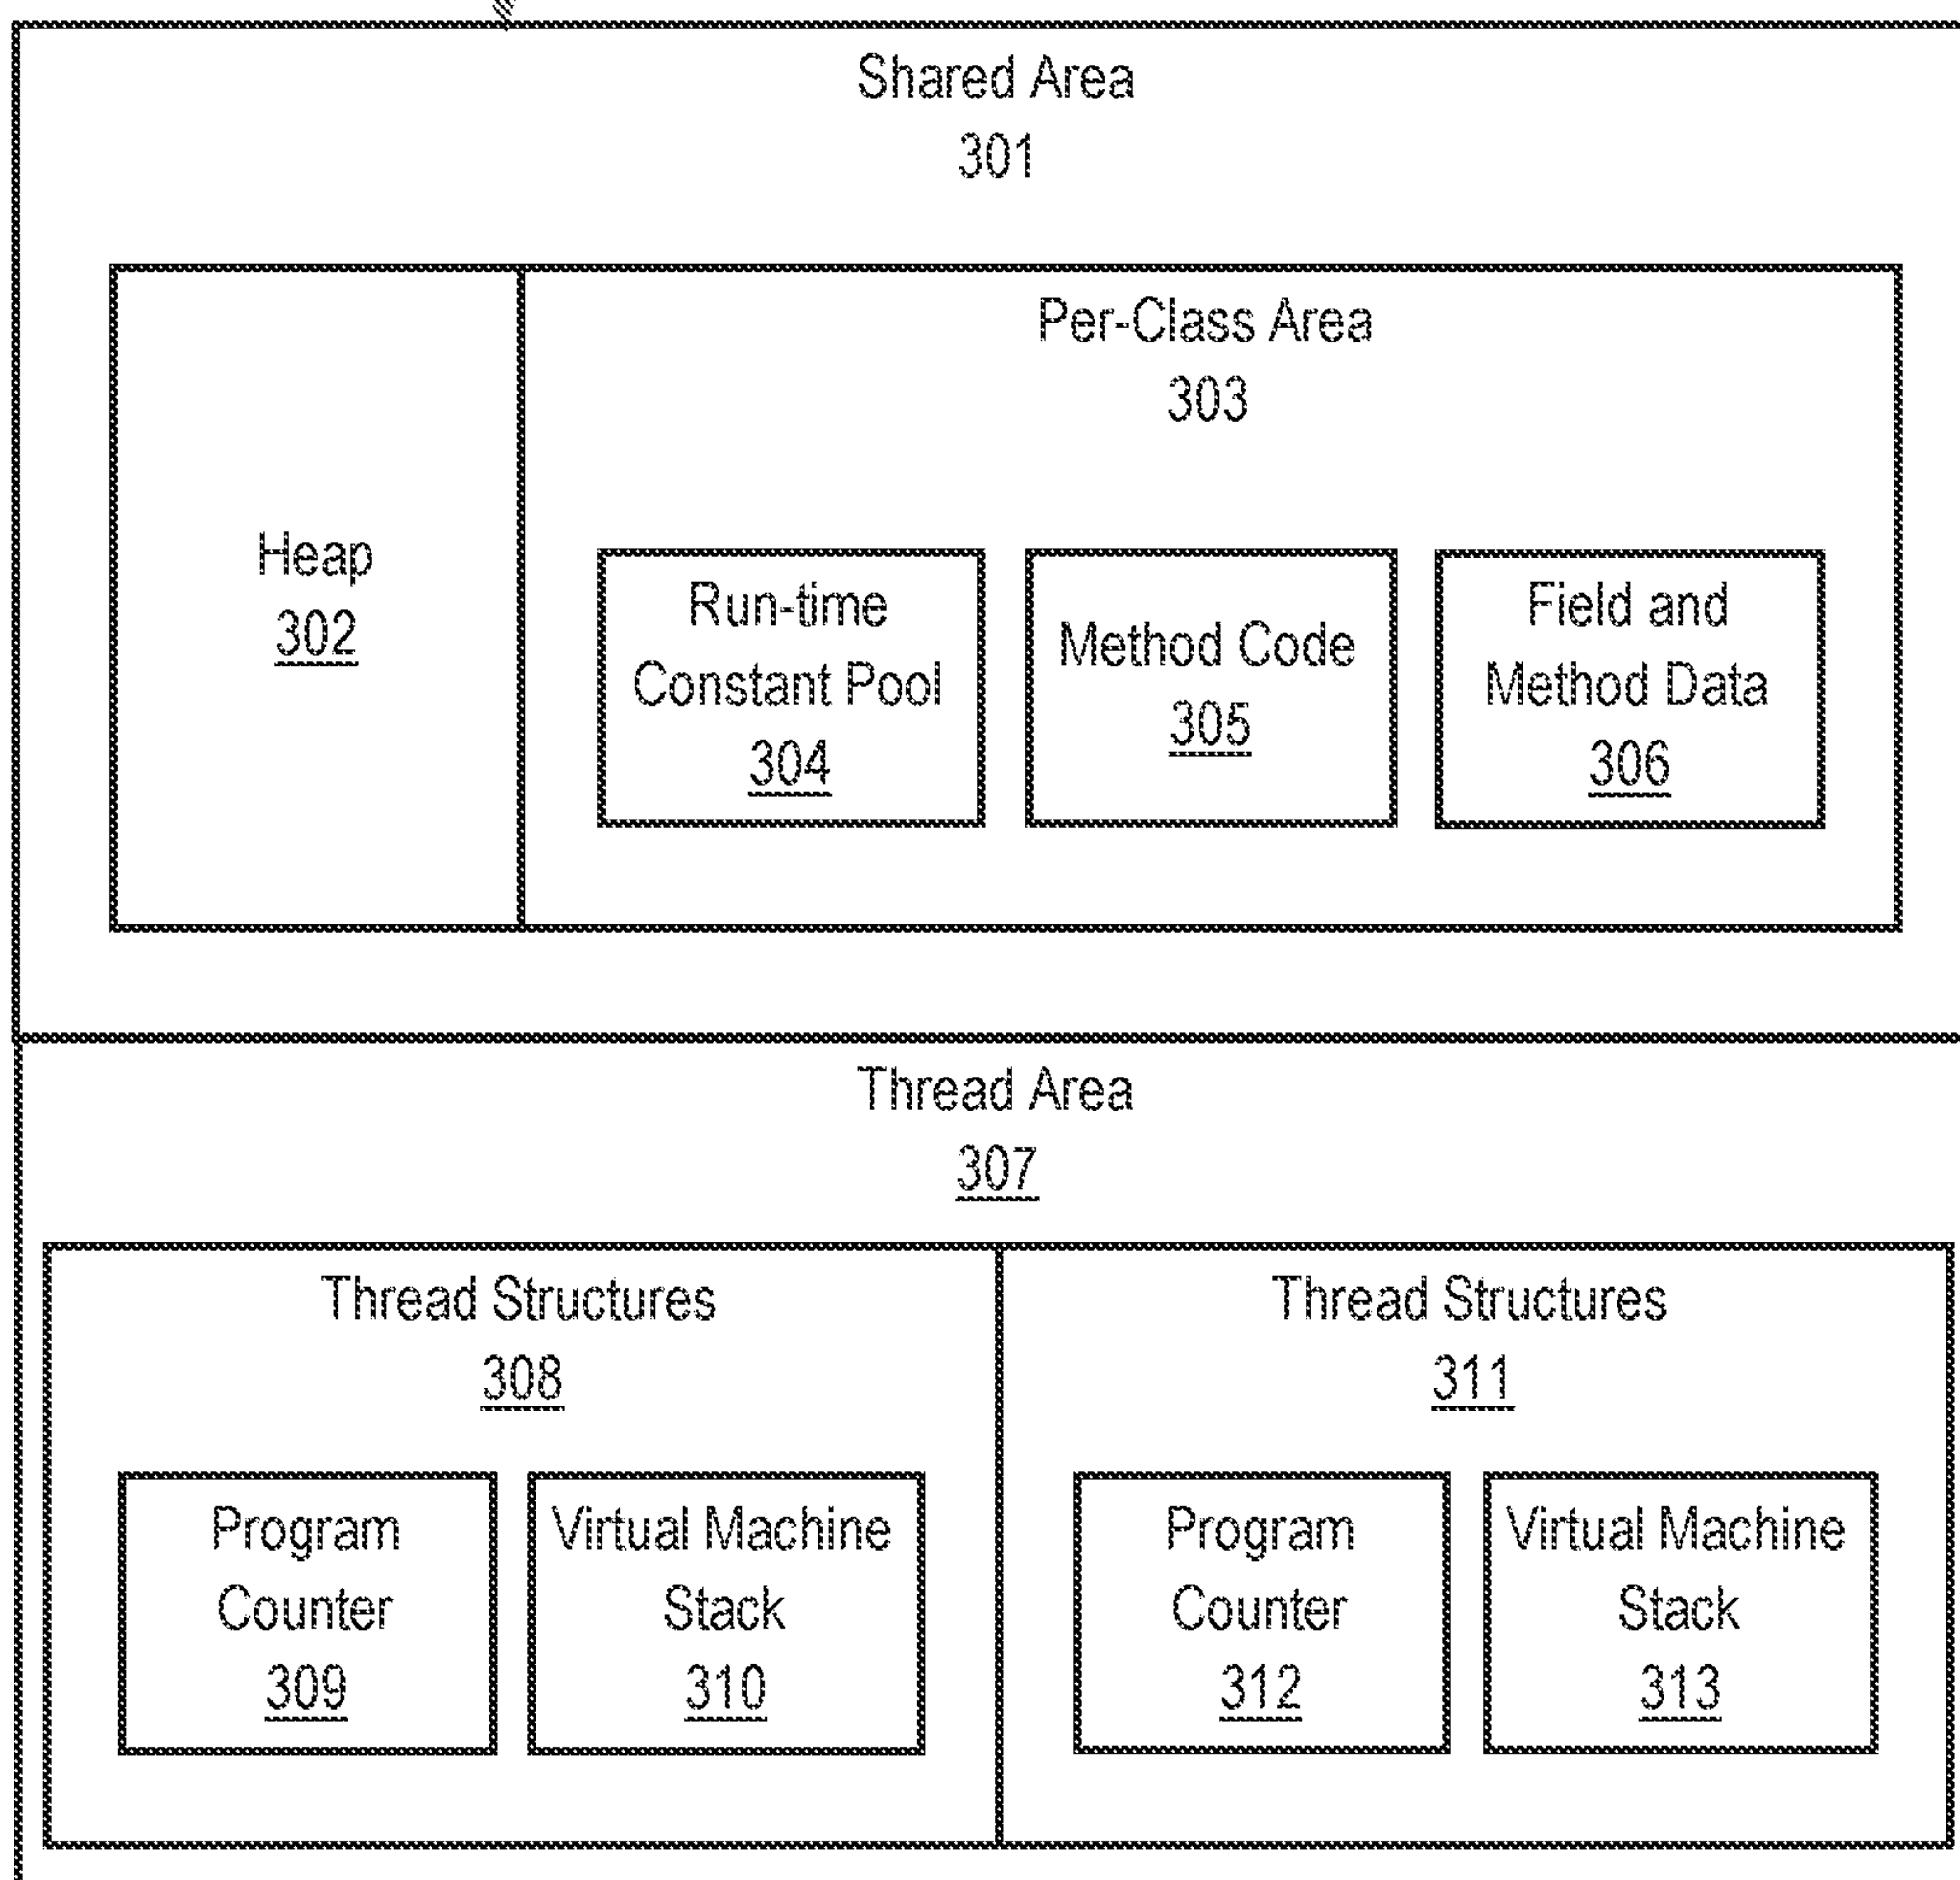 Shared Area
301
Per-Class Area
303
Heap
302
Run-time
Constant Pool
304
Method Code
305
Field and
Method Data
306
Thread Area
307
Thread Structures
308
Program
Counter
309
Virtual Machine
Stack
310
Thread Structures
311
Program
Counter
312
Virtual Machine
Stack
313